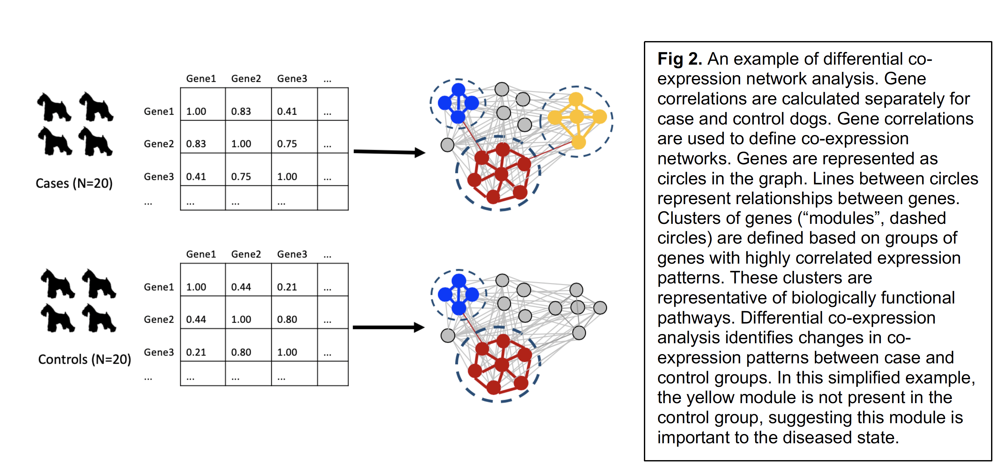 Gene1 Gene2 Gene3 ...
Gene1 1.00 0.83 0.41 ...
Gene2 0.83 1.00 0.75 ...
Gene3 0.41 0.75 1.00 ...
... ... ... ...
Cases (N=20)
Gene1 Gene2 Gene3 ...
Gene1 1.00 0.44 0.21 ...
Gene2 0.44 1.00 0.80 ...
Gene3 0.21 0.80 1.00 ...
... ... ... ...
Controls (N=20)
Fig 2. An example of differential co-
expression network analysis. Gene
correlations are calculated separately for
case and control dogs. Gene correlations
are used to define co-expression
networks. Genes are represented as
circles in the graph. Lines between circles
represent relationships between genes.
Clusters of genes (“modules”, dashed
circles) are defined based on groups of
genes with highly correlated expression
patterns. These clusters are
representative of biologically functional
pathways. Differential co-expression
analysis identifies changes in co-
expression patterns between case and
control groups. In this simplified example,
the yellow module is not present in the
control group, suggesting this module is
important to the diseased state.